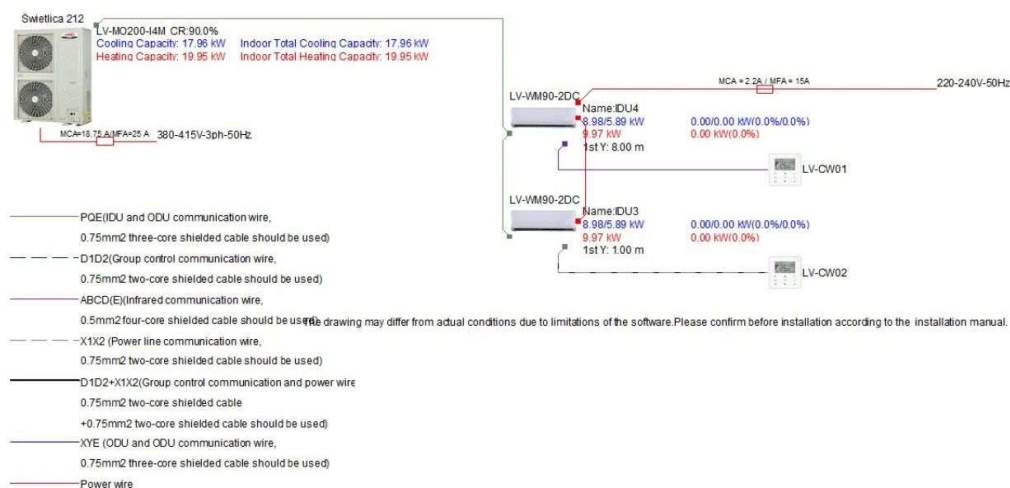 Świetlica 212
LV-MO200-I4M CR:90.0%
Cooling Capacity: 17.96 kW Indoor Total Cooling Capacity: 17.96 kW
Heating Capacity: 19.95 kW Indoor Total Heating Capacity: 19.95 kW
MCA=18.75 A/MFA=25 A 380-415V-3ph-50Hz
MCA = 2.2A / MFA = 15A 220-240V-50Hz
LV-WM90-2DC
Name:IDU4
8.98/5.89 kW 0.00/0.00 kW(0.0%/0.0%)
9.97 kW 0.00 kW(0.0%)
1st Y: 8.00 m
LV-CW01
LV-WM90-2DC
Name:IDU3
8.98/5.89 kW 0.00/0.00 kW(0.0%/0.0%)
9.97 kW 0.00 kW(0.0%)
1st Y: 1.00 m
LV-CW02
PQE(IDU and ODU communication wire,
0.75mm2 three-core shielded cable should be used)
D1D2(Group control communication wire,
0.75mm2 two-core shielded cable should be used)
ABCD(E)(Infrared communication wire,
0.5mm2 four-core shielded cable should be used)
The drawing may differ from actual conditions due to limitations of the software.Please confirm before installation according to the installation manual.
X1X2 (Power line communication wire,
0.75mm2 two-core shielded cable should be used)
D1D2+X1X2(Group control communication and power wire
0.75mm2 two-core shielded cable
+0.75mm2 two-core shielded cable should be used)
XYE (ODU and ODU communication wire,
0.75mm2 three-core shielded cable should be used)
Power wire